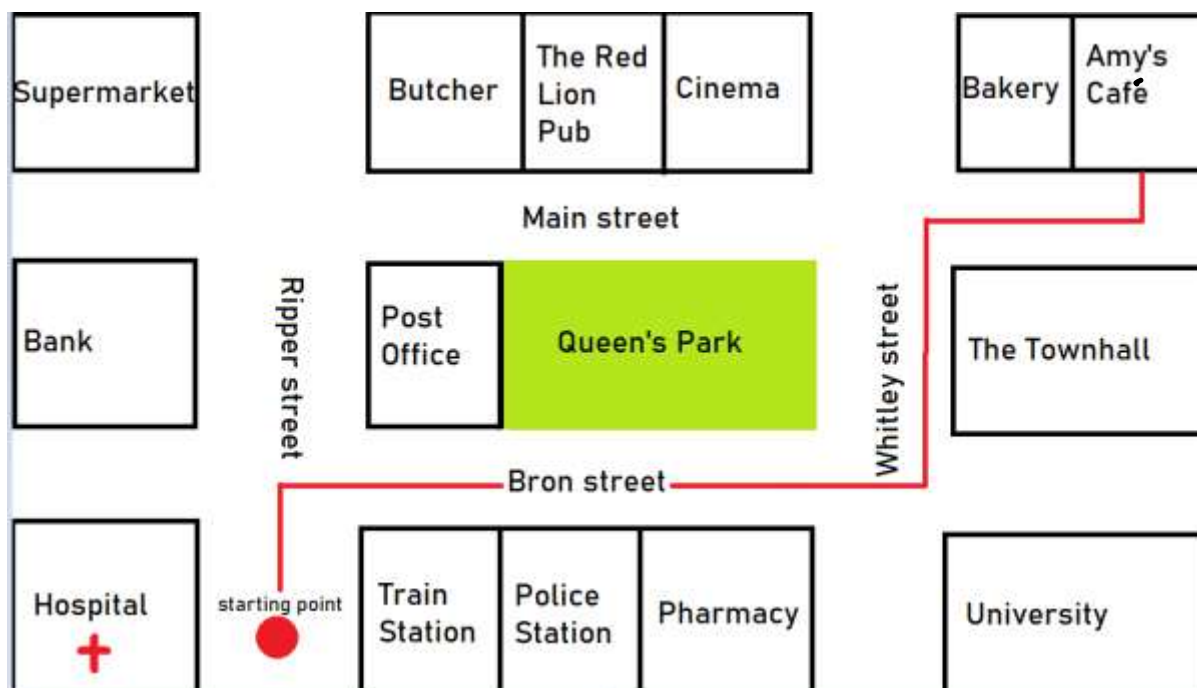 Supermarket
Butcher
The Red
Lion
Pub
Cinema
Bakery
Amy's
Café
Main street
Bank
Ripper street
Post
Office
Queen's Park
Whitley street
The Townhall
Bron street
Hospital
starting point
Train
Station
Police
Station
Pharmacy
University